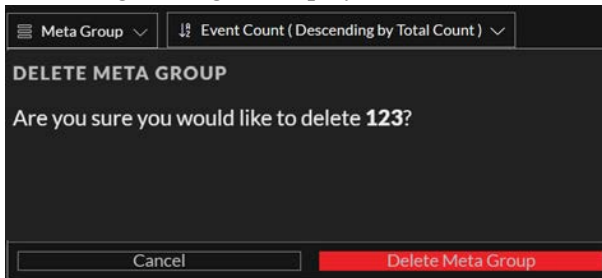 Meta Group
Event Count ( Descending by Total Count )
DELETE META GROUP
Are you sure you would like to delete 123?
Cancel
Delete Meta Group